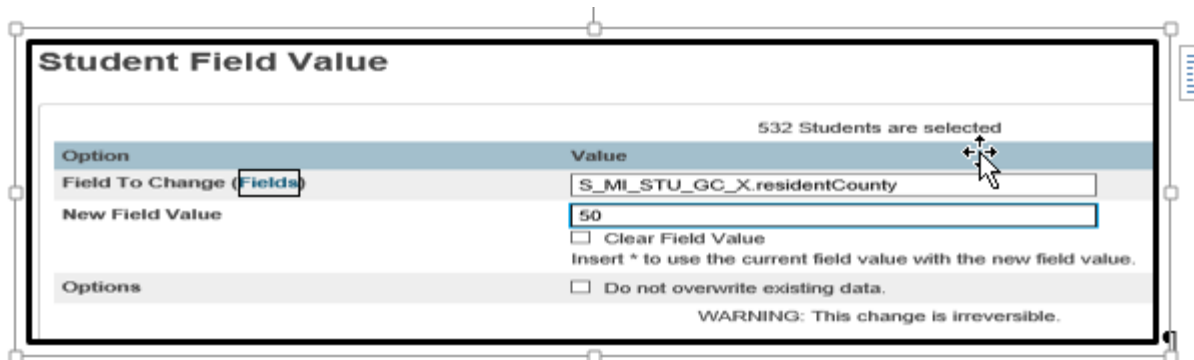 Student Field Value
532 Students are selected
Option Value
Field To Change (Fields) S_MI_STU_GC_X.residentCounty
New Field Value 50
Clear Field Value
Insert * to use the current field value with the new field value.
Options Do not overwrite existing data.
WARNING: This change is irreversible.